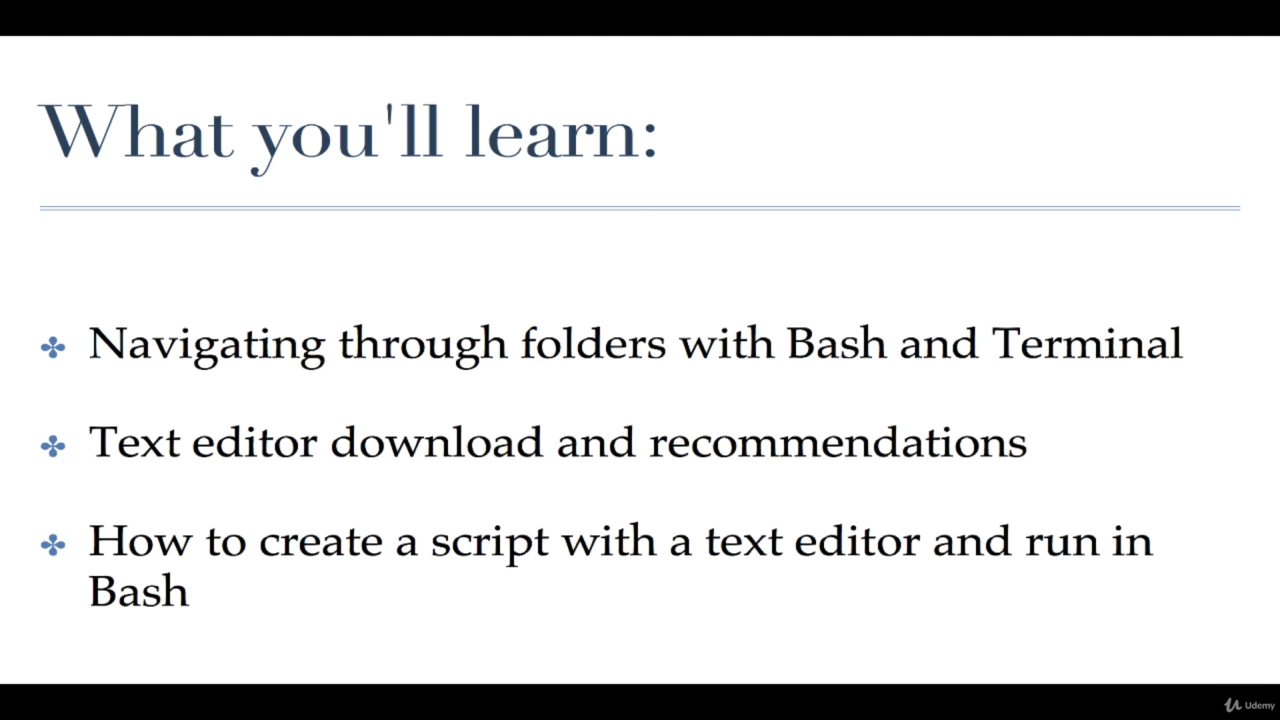 What you'll learn:
Navigating through folders with Bash and Terminal
Text editor download and recommendations
How to create a script with a text editor and run in
Bash
Udemy